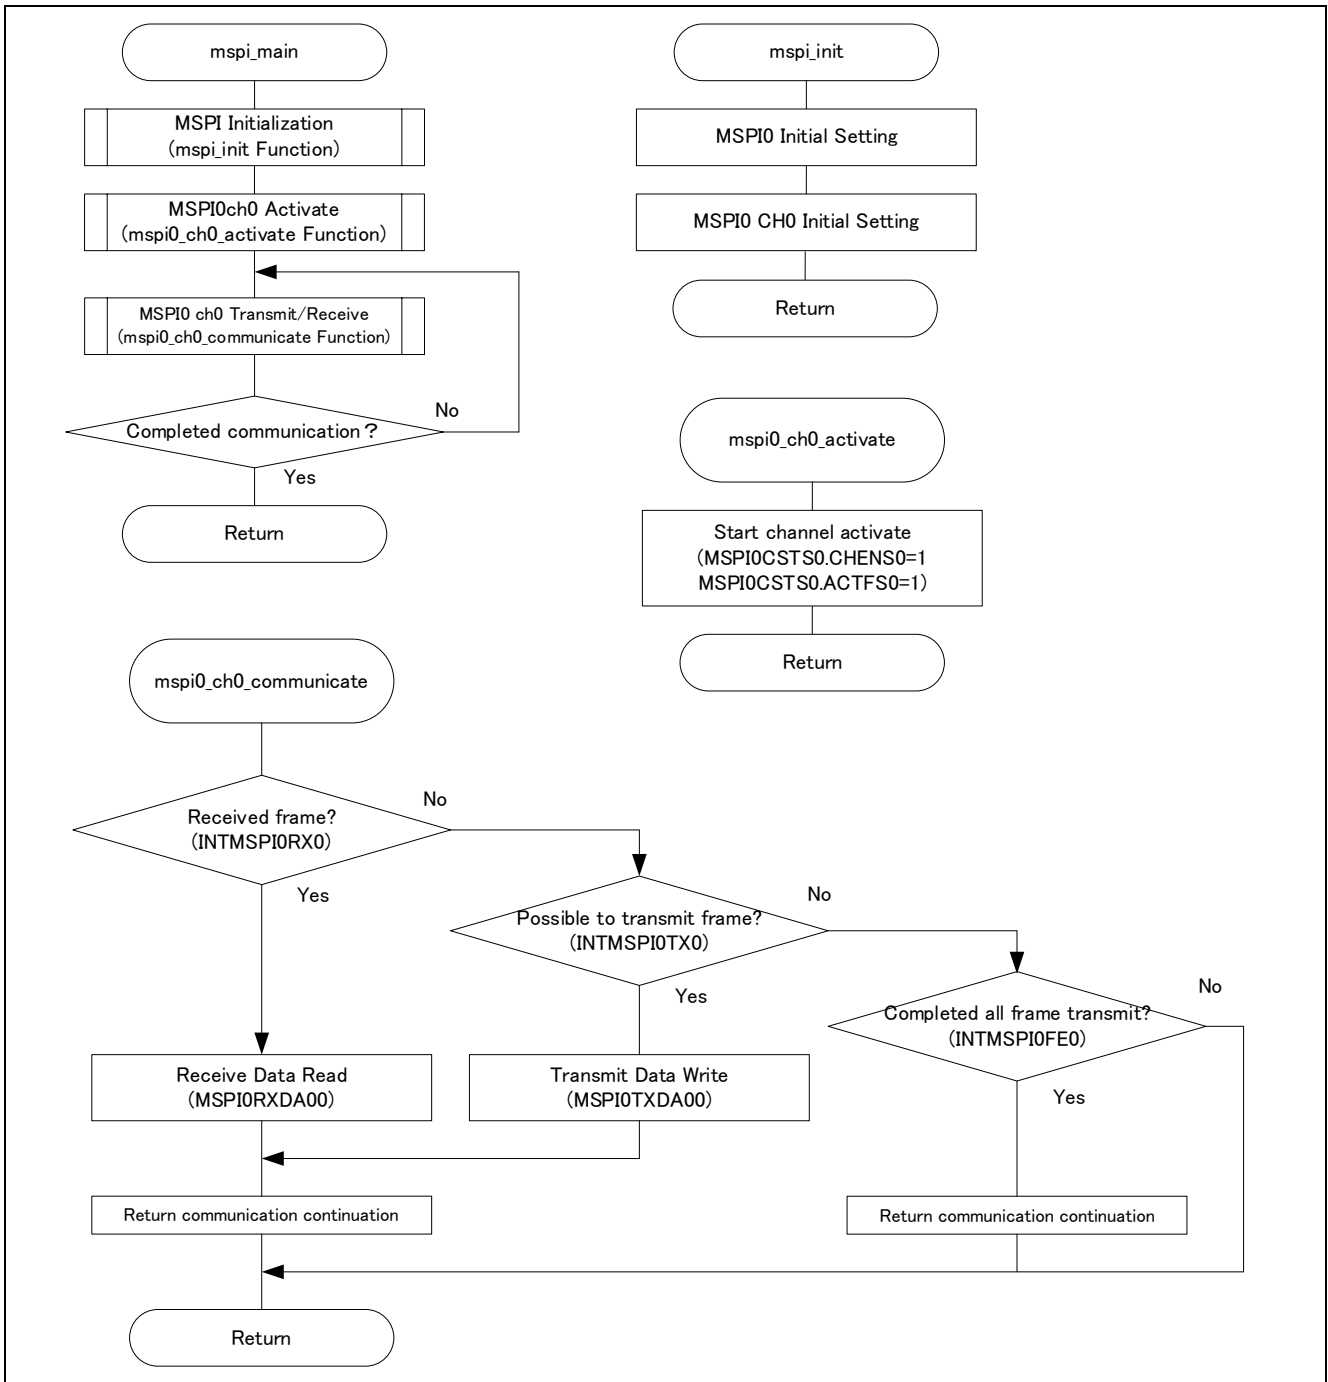 mspi_main
MSPI Initialization
(mspi_init Function)
MSPI0ch0 Activate
(mspi0_ch0_activate Function)
MSPI0 ch0 Transmit/Receive
(mspi0_ch0_communicate Function)
Completed communication？
No
Yes
Return
mspi_init
MSPI0 Initial Setting
MSPI0 CH0 Initial Setting
Return
mspi0_ch0_activate
Start channel activate
(MSPI0CSTS0.CHENS0=1
MSPI0CSTS0.ACTFS0=1)
Return
mspi0_ch0_communicate
Received frame?
(INTMSPI0RX0)
No
Yes
Possible to transmit frame?
(INTMSPI0TX0)
No
Yes
Completed all frame transmit?
(INTMSPI0FE0)
No
Yes
Receive Data Read
(MSPI0RXDA00)
Transmit Data Write
(MSPI0TXDA00)
Return communication continuation
Return communication continuation
Return